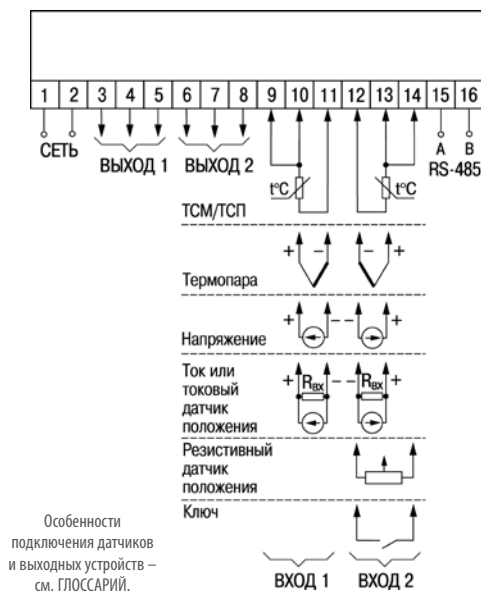 1 2 3 4 5 6 7 8 9 10 11 12 13 14 15 16
СЕТЬ ВЫХОД 1 ВЫХОД 2 A B
RS-485
t°C t°C
ТСМ/ТСП
+ – – +
Термопара
+ – – +
Напряжение
+ Rвх – – Rвх +
Ток или
токовый
датчик
положения
Резистивный
датчик
положения
Ключ
Особенности
подключения датчиков
и выходных устройств –
см. ГЛОССАРИЙ.
ВХОД 1 ВХОД 2